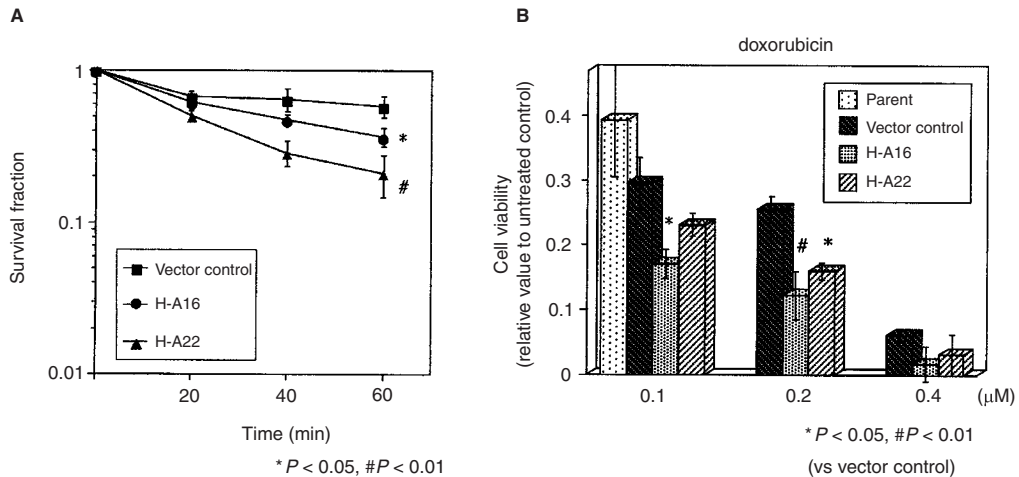 A
Survival fraction
1
0.1
0.01
Vector control
H-A16
H-A22
*
#
20
40
60
Time (min)
*P < 0.05, #P < 0.01
B
doxorubicin
Cell viability
(relative value to untreated control)
0.4
0.3
0.2
0.1
0
Parent
Vector control
H-A16
H-A22
*
#
*
0.1
0.2
0.4
(μM)
*P < 0.05, #P < 0.01
(vs vector control)